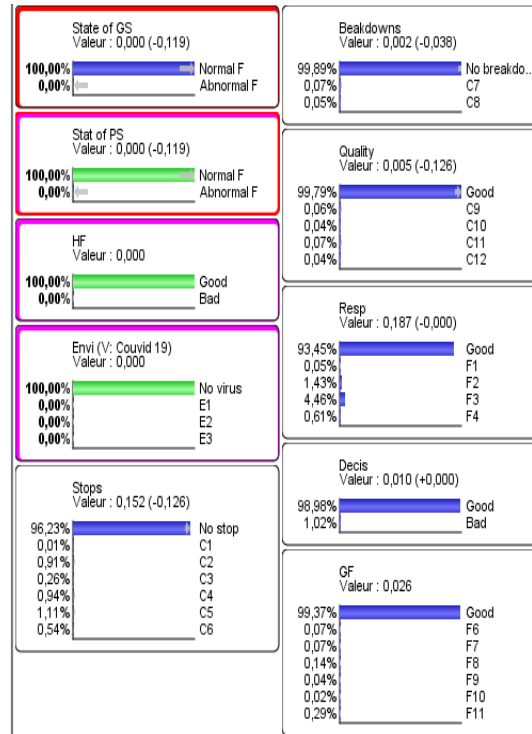 State of GS
Valeur : 0,000 (-0,119)
100,00% Normal F
0,00% Abnormal F
Stat of PS
Valeur : 0,000 (-0,119)
100,00% Normal F
0,00% Abnormal F
HF
Valeur : 0,000
100,00% Good
0,00% Bad
Envi (V: Couvid 19)
Valeur : 0,000
100,00% No virus
0,00% E1
0,00% E2
0,00% E3
Stops
Valeur : 0,152 (-0,126)
96,23% No stop
0,01% C1
0,91% C2
0,26% C3
0,94% C4
1,11% C5
0,54% C6
Beakdowns
Valeur : 0,002 (-0,038)
99,89% No breakdo...
0,07% C7
0,05% C8
Quality
Valeur : 0,005 (-0,126)
99,79% Good
0,06% C9
0,04% C10
0,07% C11
0,04% C12
Resp
Valeur : 0,187 (-0,000)
93,45% Good
0,05% F1
1,43% F2
4,46% F3
0,61% F4
Decis
Valeur : 0,010 (+0,000)
98,98% Good
1,02% Bad
GF
Valeur : 0,026
99,37% Good
0,07% F6
0,07% F7
0,14% F8
0,04% F9
0,02% F10
0,29% F11